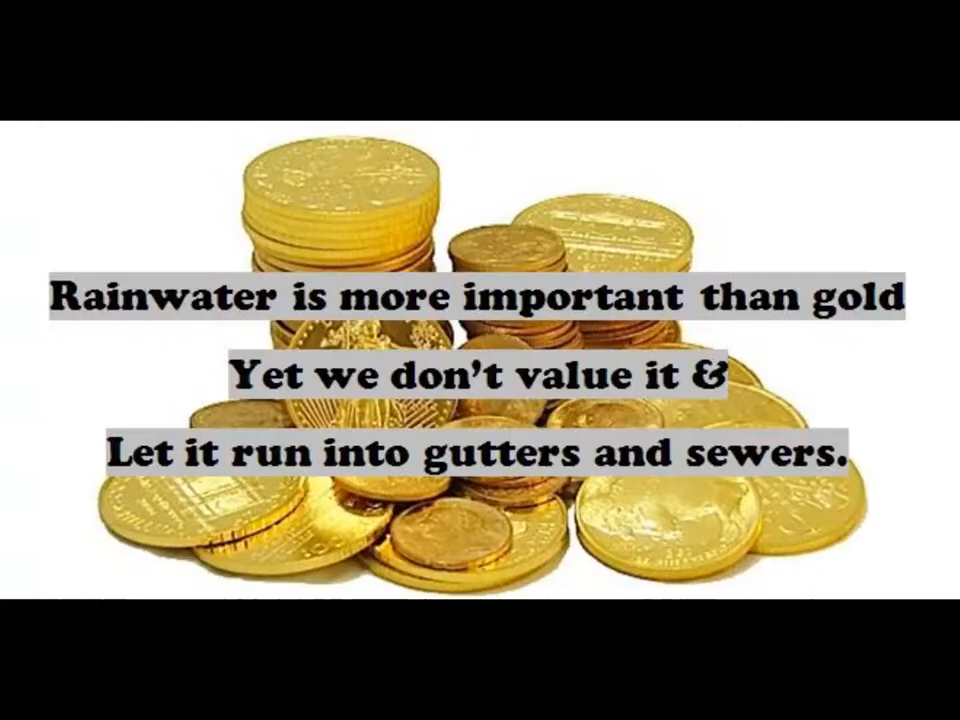 Rainwater is more important than gold
Yet we don't value it &
Let it run into gutters and sewers.